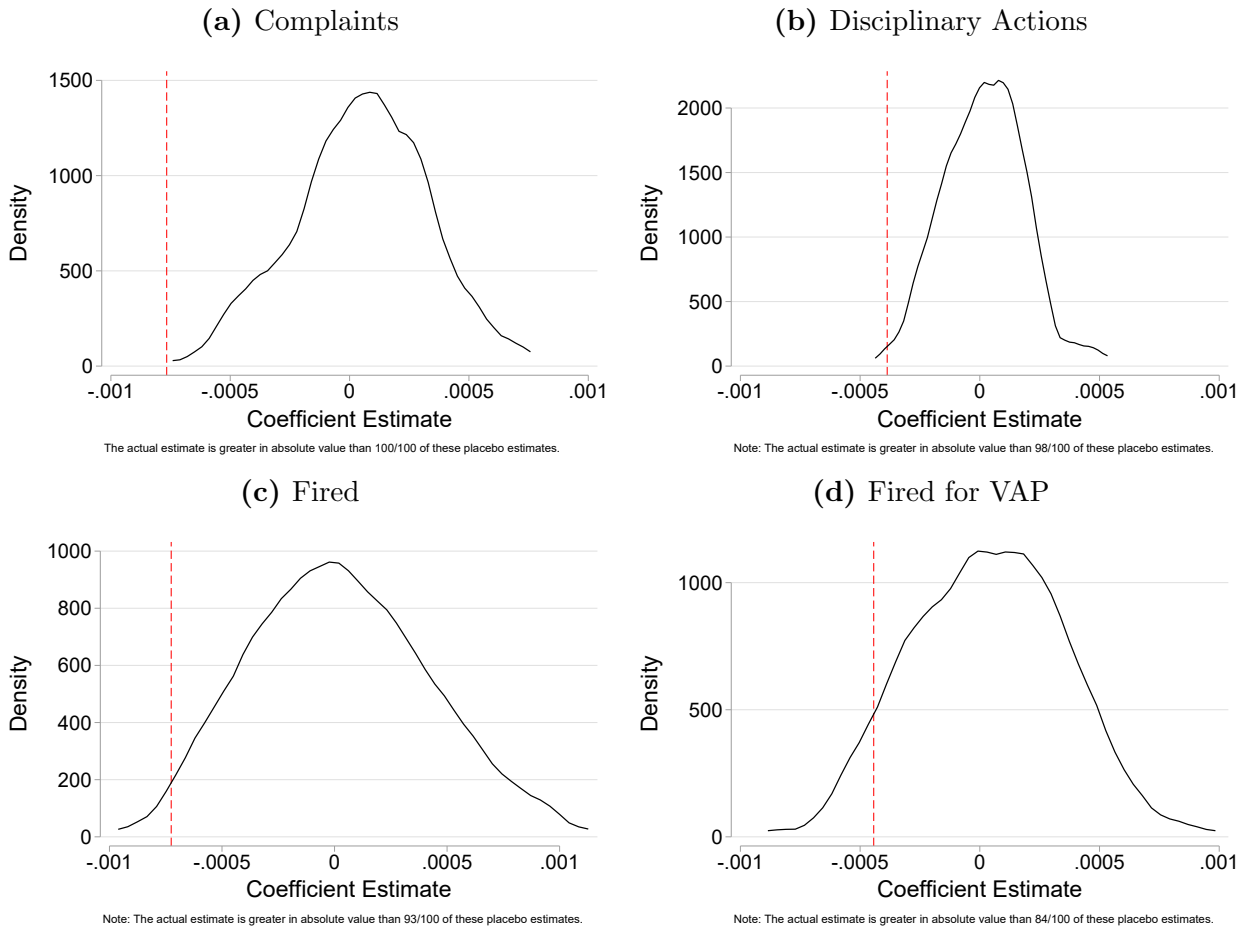 (a) Complaints
1500
1000
500
0
Density
-.001 -.0005 0 .0005 .001
Coefficient Estimate
The actual estimate is greater in absolute value than 100/100 of these placebo estimates.
(b) Disciplinary Actions
2000
1500
1000
500
0
Density
-.001 -.0005 0 .0005 .001
Coefficient Estimate
Note: The actual estimate is greater in absolute value than 98/100 of these placebo estimates.
(c) Fired
1000
800
600
400
200
0
Density
-.001 -.0005 0 .0005 .001
Coefficient Estimate
Note: The actual estimate is greater in absolute value than 93/100 of these placebo estimates.
(d) Fired for VAP
1000
500
0
Density
-.001 -.0005 0 .0005 .001
Coefficient Estimate
Note: The actual estimate is greater in absolute value than 84/100 of these placebo estimates.